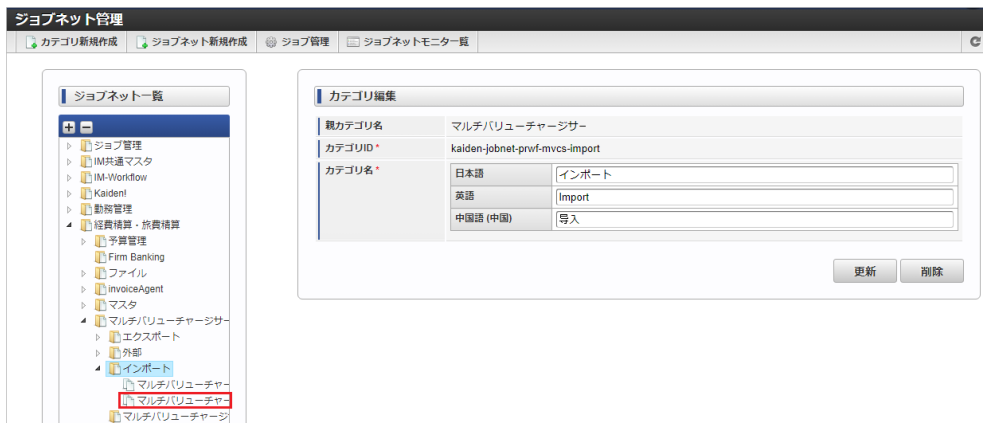 ジョブネット管理
カテゴリ新規作成 ジョブネット新規作成 ジョブ管理 ジョブネットモニター覧
ジョブネット一覧
ジョブ管理
IM共通マスタ
IM-Workflow
Kaiden!
勤務管理
経費精算・旅費精算
予算管理
Firm Banking
ファイル
invoiceAgent
マスタ
マルチバリューチャージサー
エクスポート
外部
インポート
マルチバリューチャー
マルチバリューチャー
マルチバリューチャージ
カテゴリ編集
親カテゴリ名 マルチバリューチャージサー
カテゴリID * kaiden-jobnet-prwf-mvcs-import
カテゴリ名 *
日本語 インポート
英語 Import
中国語 (中国) 导入
更新 削除